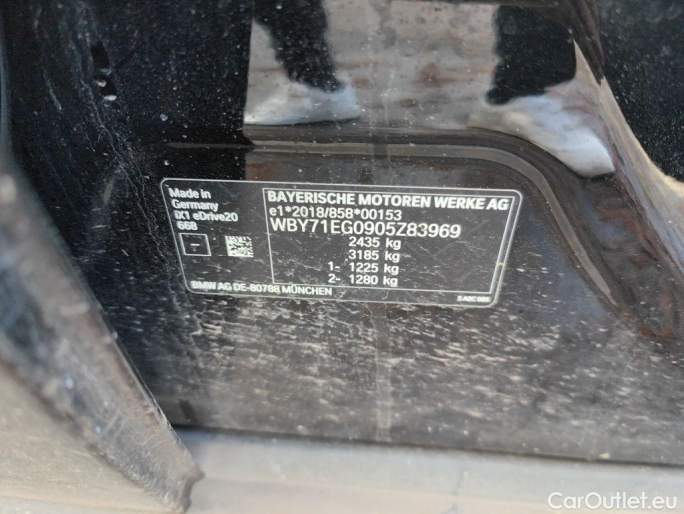 Made in
Germany
iX1 eDrive20
668
BAYERISCHE MOTOREN WERKE AG
e1*2018/858*00153
WBY71EG0905Z83969
2435 kg
3185 kg
1- 1225 kg
2- 1280 kg
BMW AG DE-80788 MÜNCHEN
CarOutlet.eu